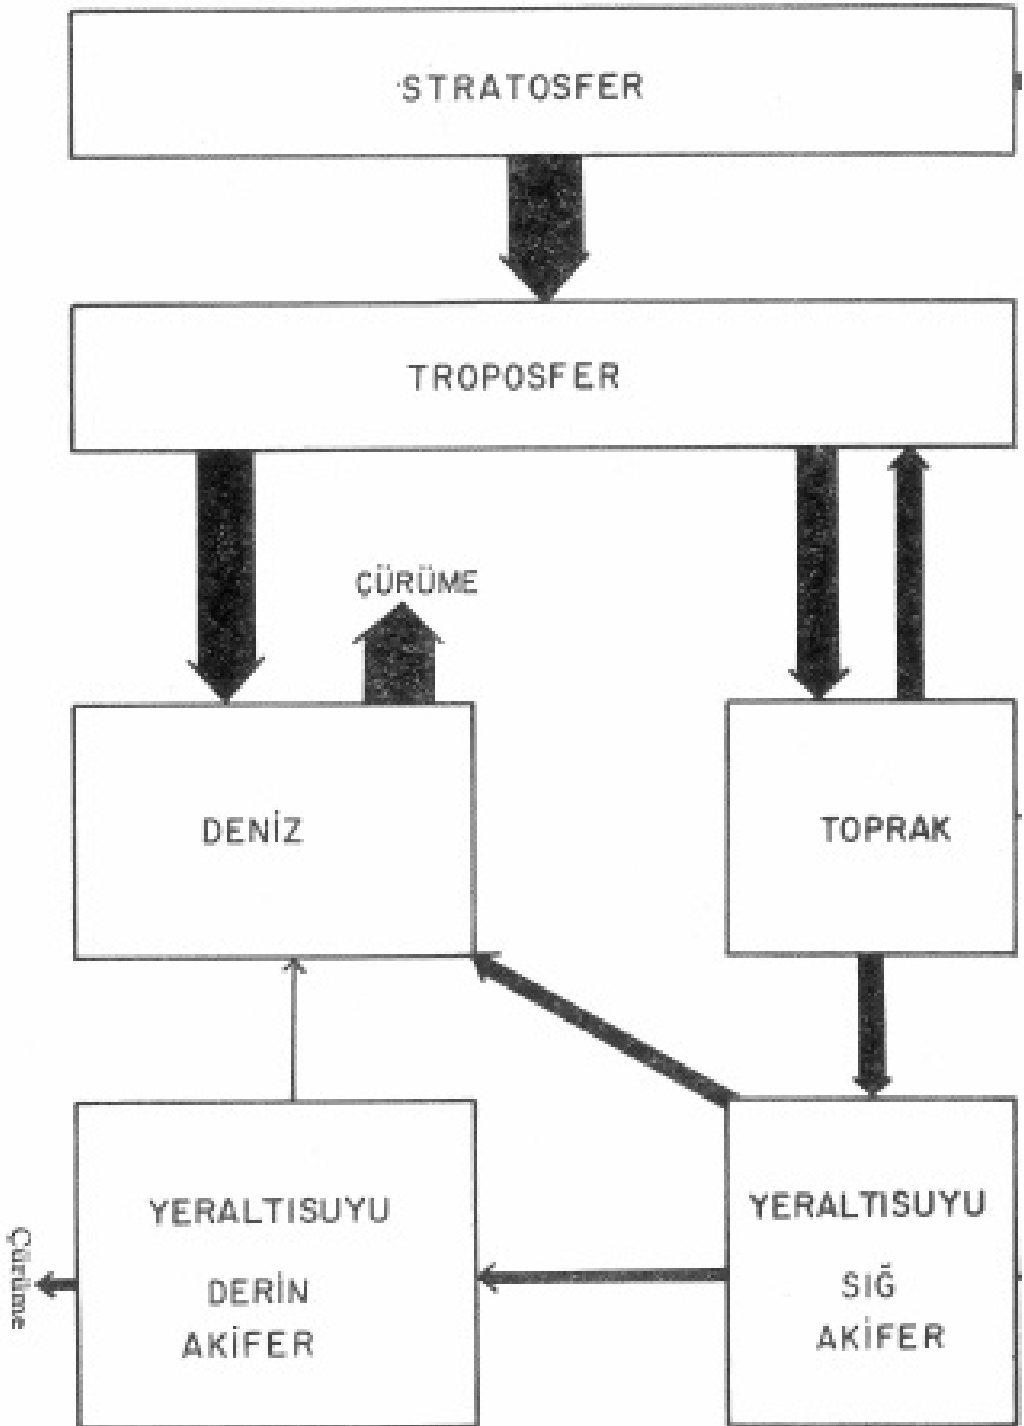 STRATOSFER
TROPOSFER
ÇÜRÜME
DENİZ
TOPRAK
YERALTISUYU
DERİN
AKİFER
YERALTISUYU
SIĞ
AKİFER
Çürüme